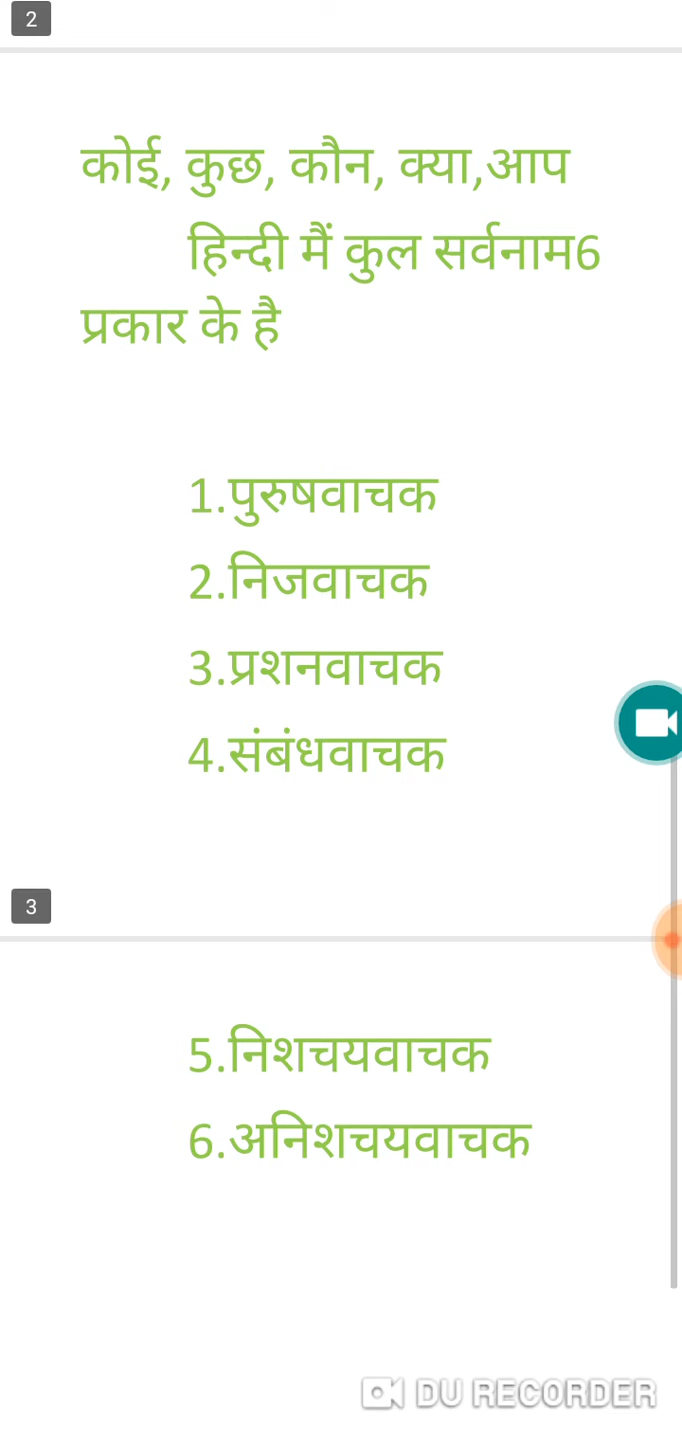 2
कोई, कुछ, कौन, क्या,आप
हिन्दी मैं कुल सर्वनाम6
प्रकार के है
1.पुरुषवाचक
2.निजवाचक
3.प्रशनवाचक
4.संबंधवाचक
3
5.निशचयवाचक
6.अनिशचयवाचक
DU RECORDER